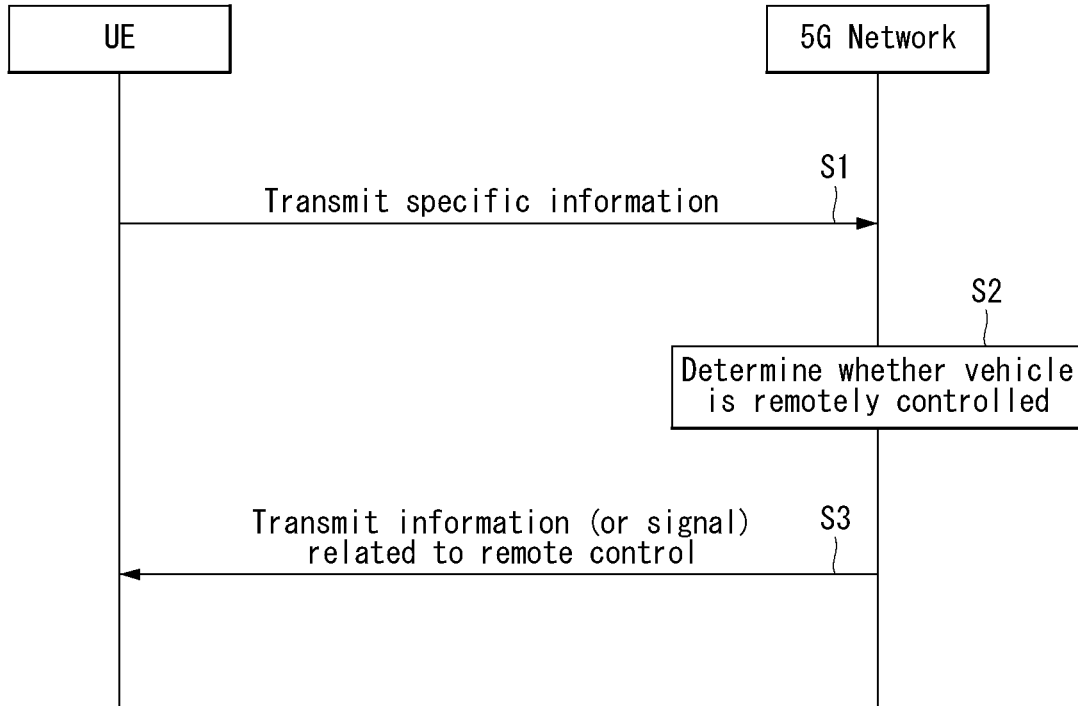 UE
5G Network
S1
Transmit specific information
S2
Determine whether vehicle
is remotely controlled
Transmit information (or signal)
related to remote control
S3